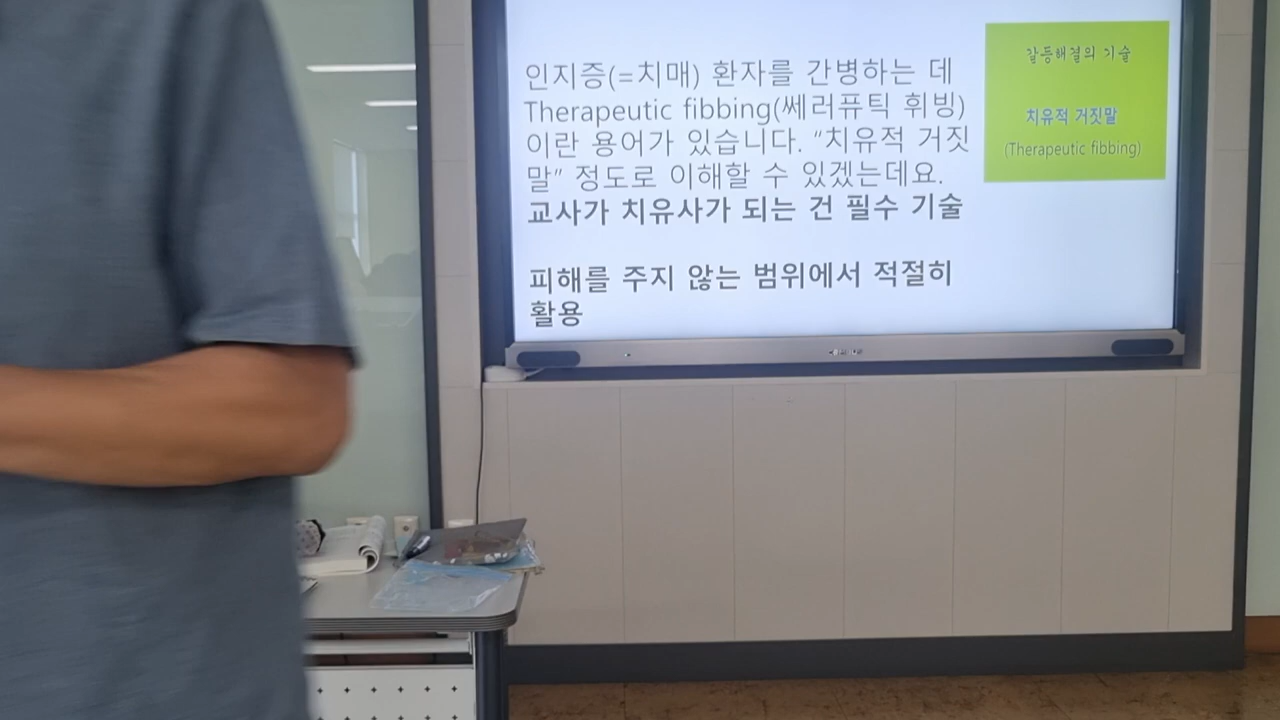 인지증(=치매) 환자를 간병하는 데
Therapeutic fibbing(쎄러퓨틱 휘빙)
이란 용어가 있습니다. “치유적 거짓
말” 정도로 이해할 수 있겠는데요.
교사가 치유사가 되는 건 필수 기술
피해를 주지 않는 범위에서 적절히
활용
갈등해결의 기술
치유적 거짓말
(Therapeutic fibbing)